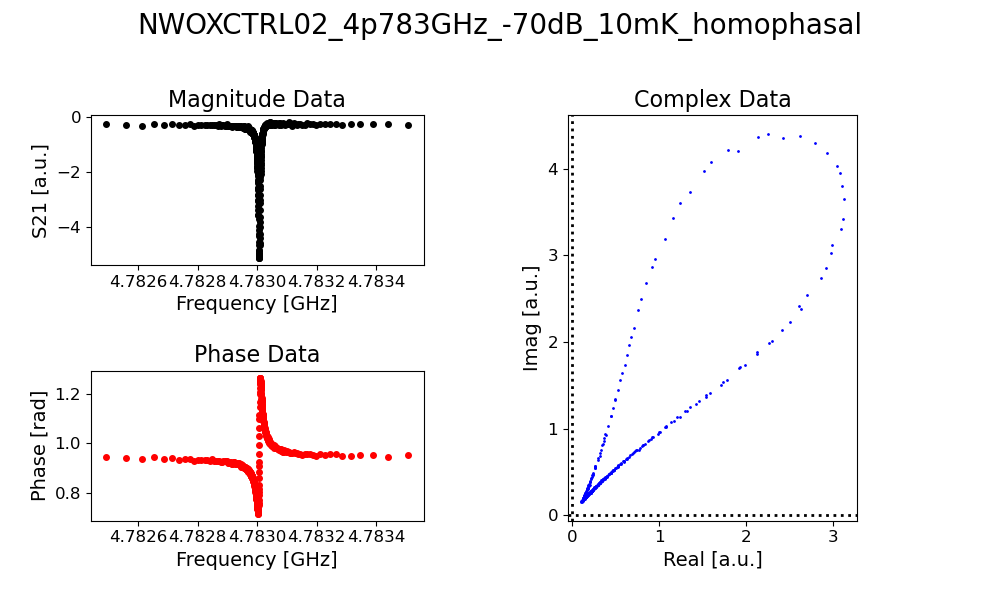 NWOXCTRL02_4p783GHz_-70dB_10mK_homophasal
Magnitude Data
S21 [a.u.]
0
−2
−4
4.7826 4.7828 4.7830 4.7832 4.7834
Frequency [GHz]
Phase Data
Phase [rad]
1.2
1.0
0.8
4.7826 4.7828 4.7830 4.7832 4.7834
Frequency [GHz]
Complex Data
Imag [a.u.]
4
3
2
1
0
0 1 2 3
Real [a.u.]